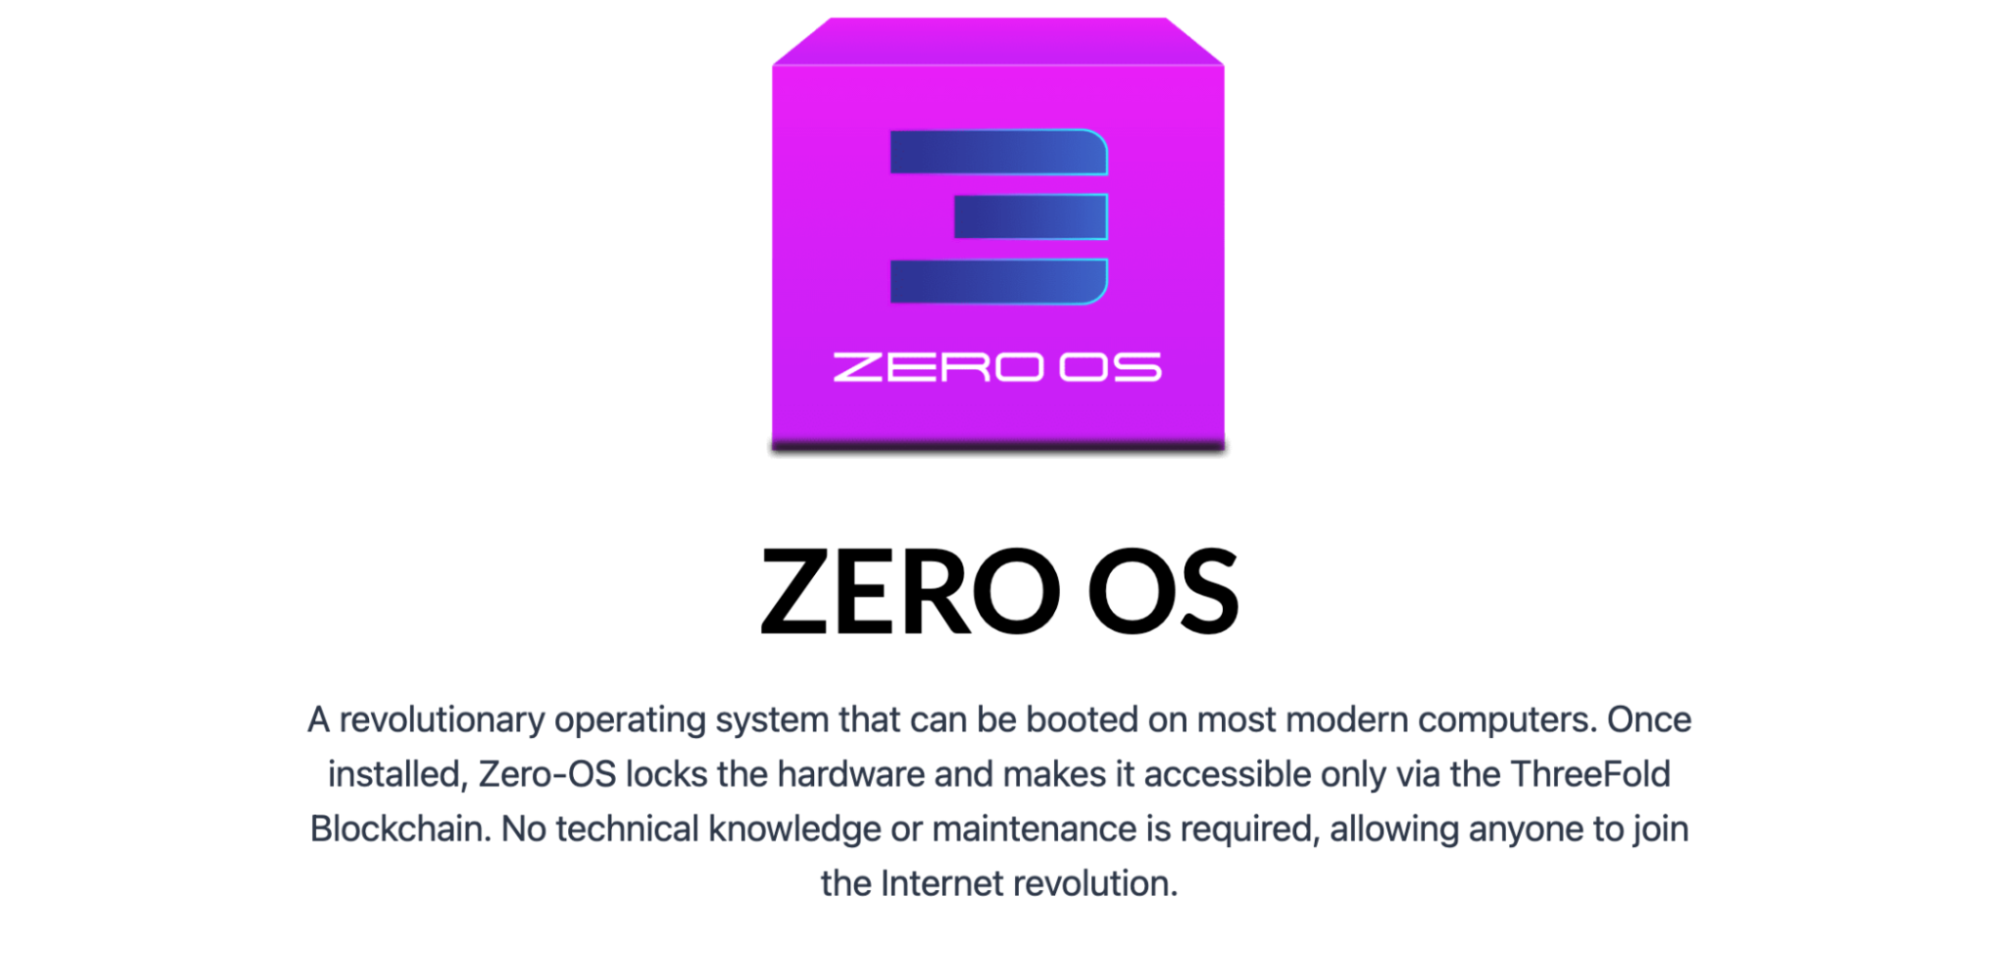 ZERO OS
ZERO OS
A revolutionary operating system that can be booted on most modern computers. Once
installed, Zero-OS locks the hardware and makes it accessible only via the ThreeFold
Blockchain. No technical knowledge or maintenance is required, allowing anyone to join
the Internet revolution.